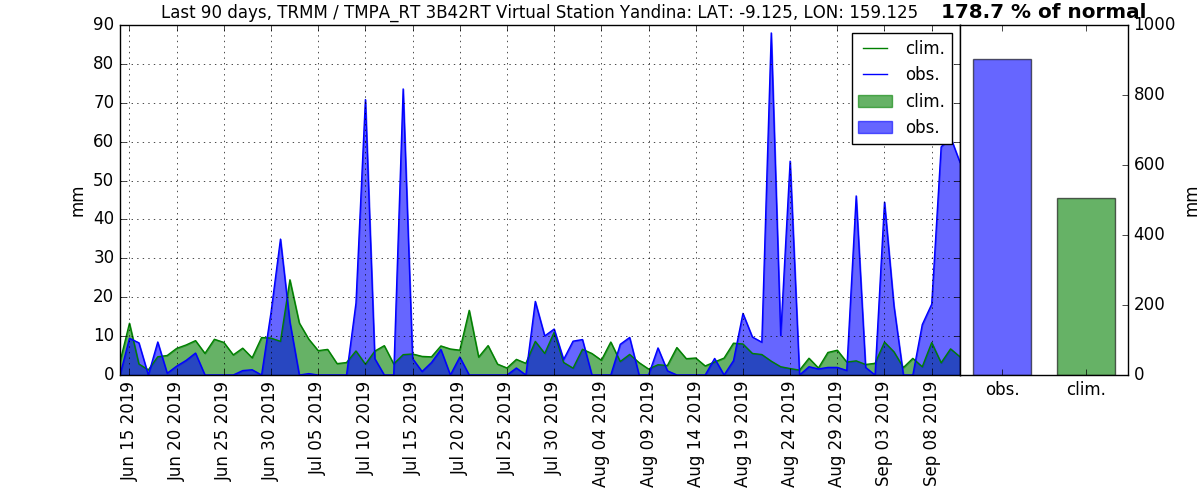 Last 90 days, TRMM / TMPA_RT 3B42RT Virtual Station Yandina: LAT: -9.125, LON: 159.125
178.7 % of normal
90
80
70
60
50
40
30
20
10
0
mm
clim.
obs.
clim.
obs.
1000
800
600
400
200
0
mm
Jun 15 2019
Jun 20 2019
Jun 25 2019
Jun 30 2019
Jul 05 2019
Jul 10 2019
Jul 15 2019
Jul 20 2019
Jul 25 2019
Jul 30 2019
Aug 04 2019
Aug 09 2019
Aug 14 2019
Aug 19 2019
Aug 24 2019
Aug 29 2019
Sep 03 2019
Sep 08 2019
obs.
clim.